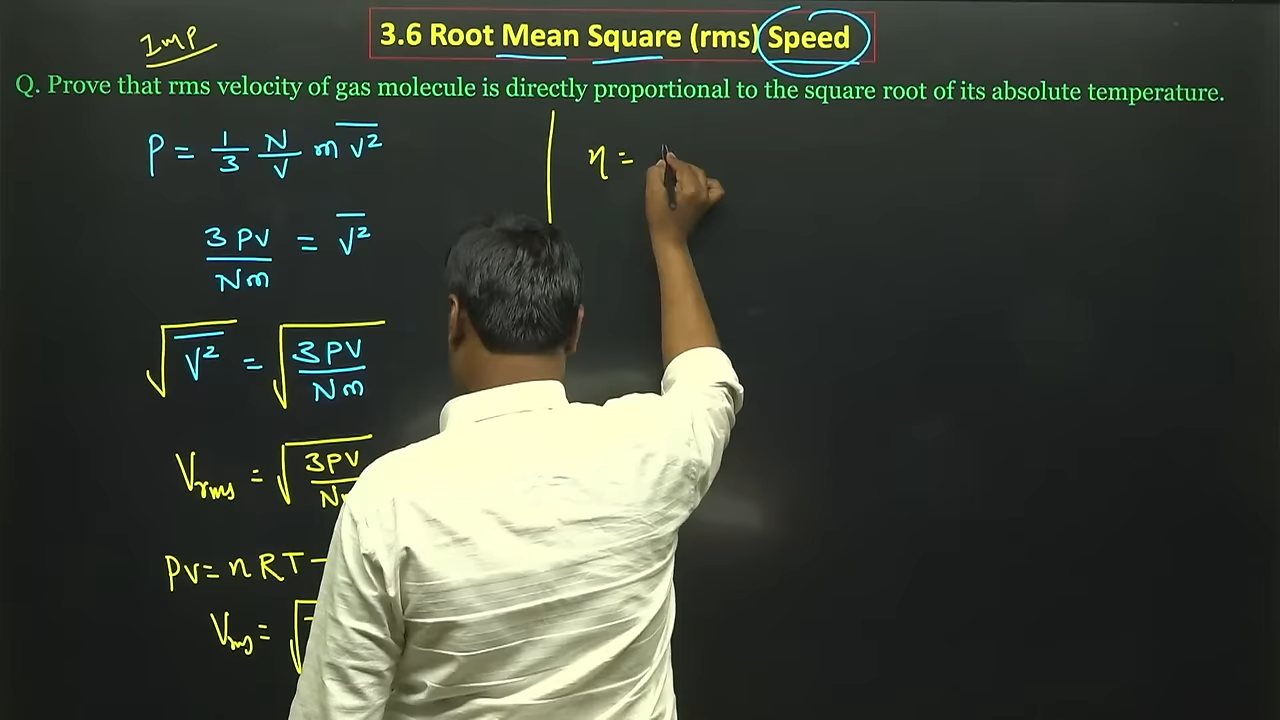 3.6 Root Mean Square (rms) Speed
IMP
Q. Prove that rms velocity of gas molecule is directly proportional to the square root of its absolute temperature.
P = 1/3 N/V m v̅²̅
3PV/Nm = v̅²̅
√v̅²̅ = √(3PV/Nm)
Vrms = √(3PV/N
PV = nRT –
Vrms = √
n =